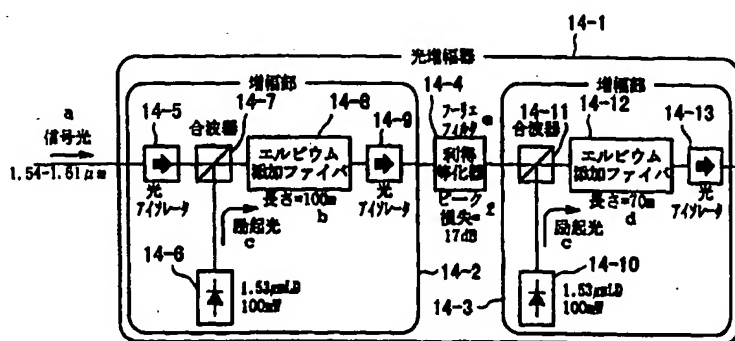 14-1
光増幅器
増幅部
14-4
増幅部
a
信号光
1.54-1.61μm
14-5
14-7
合波器
14-8
14-9
フーリェ
フィルタ
e
利得
等化器
ピーク
損失=
17dB
f
14-11
合波器
14-12
14-13
光
アイソレータ
エルビウム
添加ファイバ
長さ=100m
b
光
アイソレータ
エルビウム
添加ファイバ
長さ=70m
d
光
アイソレータ
励起光
c
励起光
c
14-6
1.53μmLD
100mW
14-2
14-3
14-10
1.53μmLD
100mW